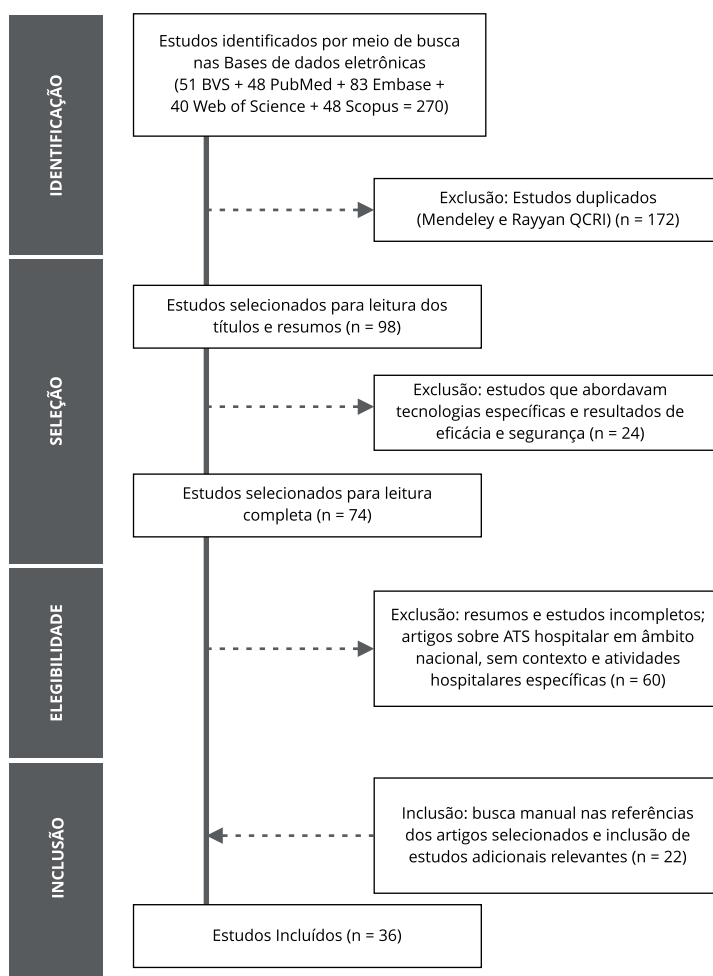 IDENTIFICAÇÃO
Estudos identificados por meio de busca
nas Bases de dados eletrônicas
(51 BVS + 48 PubMed + 83 Embase +
40 Web of Science + 48 Scopus = 270)
Exclusão: Estudos duplicados
(Mendeley e Rayyan QCRI) (n = 172)
SELEÇÃO
Estudos selecionados para leitura dos
títulos e resumos (n = 98)
Exclusão: estudos que abordavam
tecnologias específicas e resultados de
eficácia e segurança (n = 24)
Estudos selecionados para leitura
completa (n = 74)
ELEGIBILIDADE
Exclusão: resumos e estudos incompletos;
artigos sobre ATS hospitalar em âmbito
nacional, sem contexto e atividades
hospitalares específicas (n = 60)
INCLUSÃO
Inclusão: busca manual nas referências
dos artigos selecionados e inclusão de
estudos adicionais relevantes (n = 22)
Estudos Incluídos (n = 36)